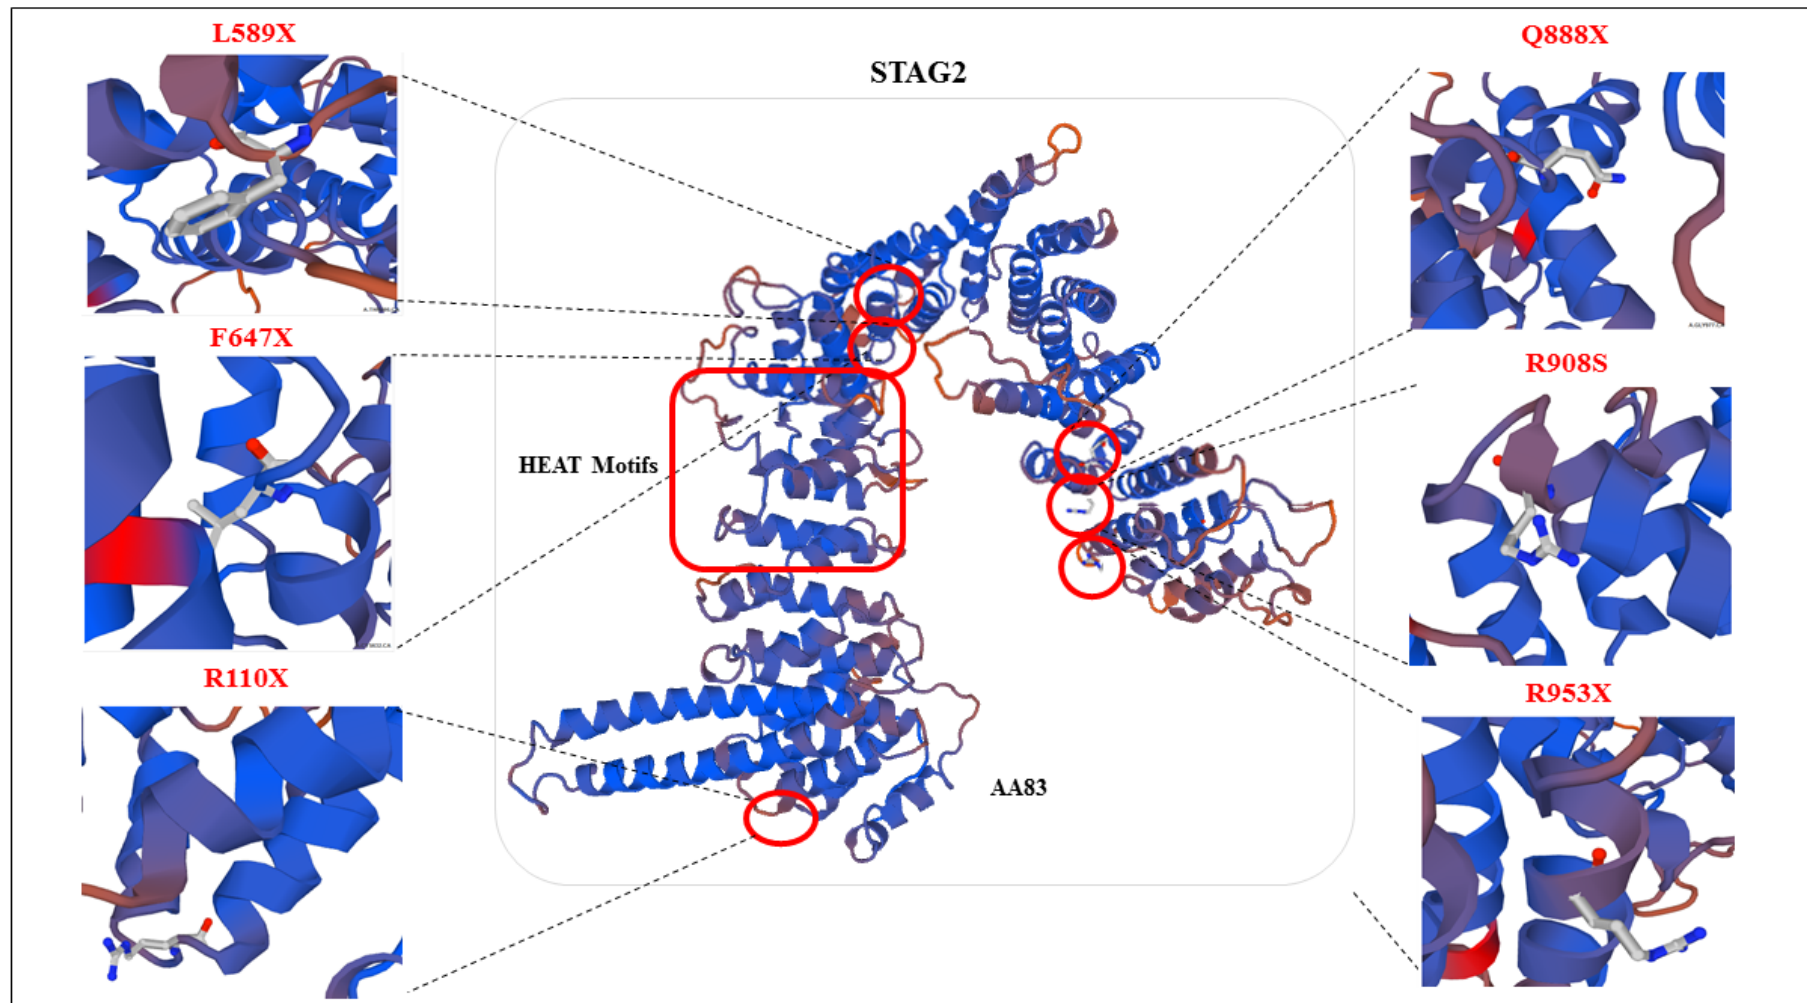 L589X
Q888X
STAG2
F647X
R908S
HEAT Motifs
R110X
R953X
AA83